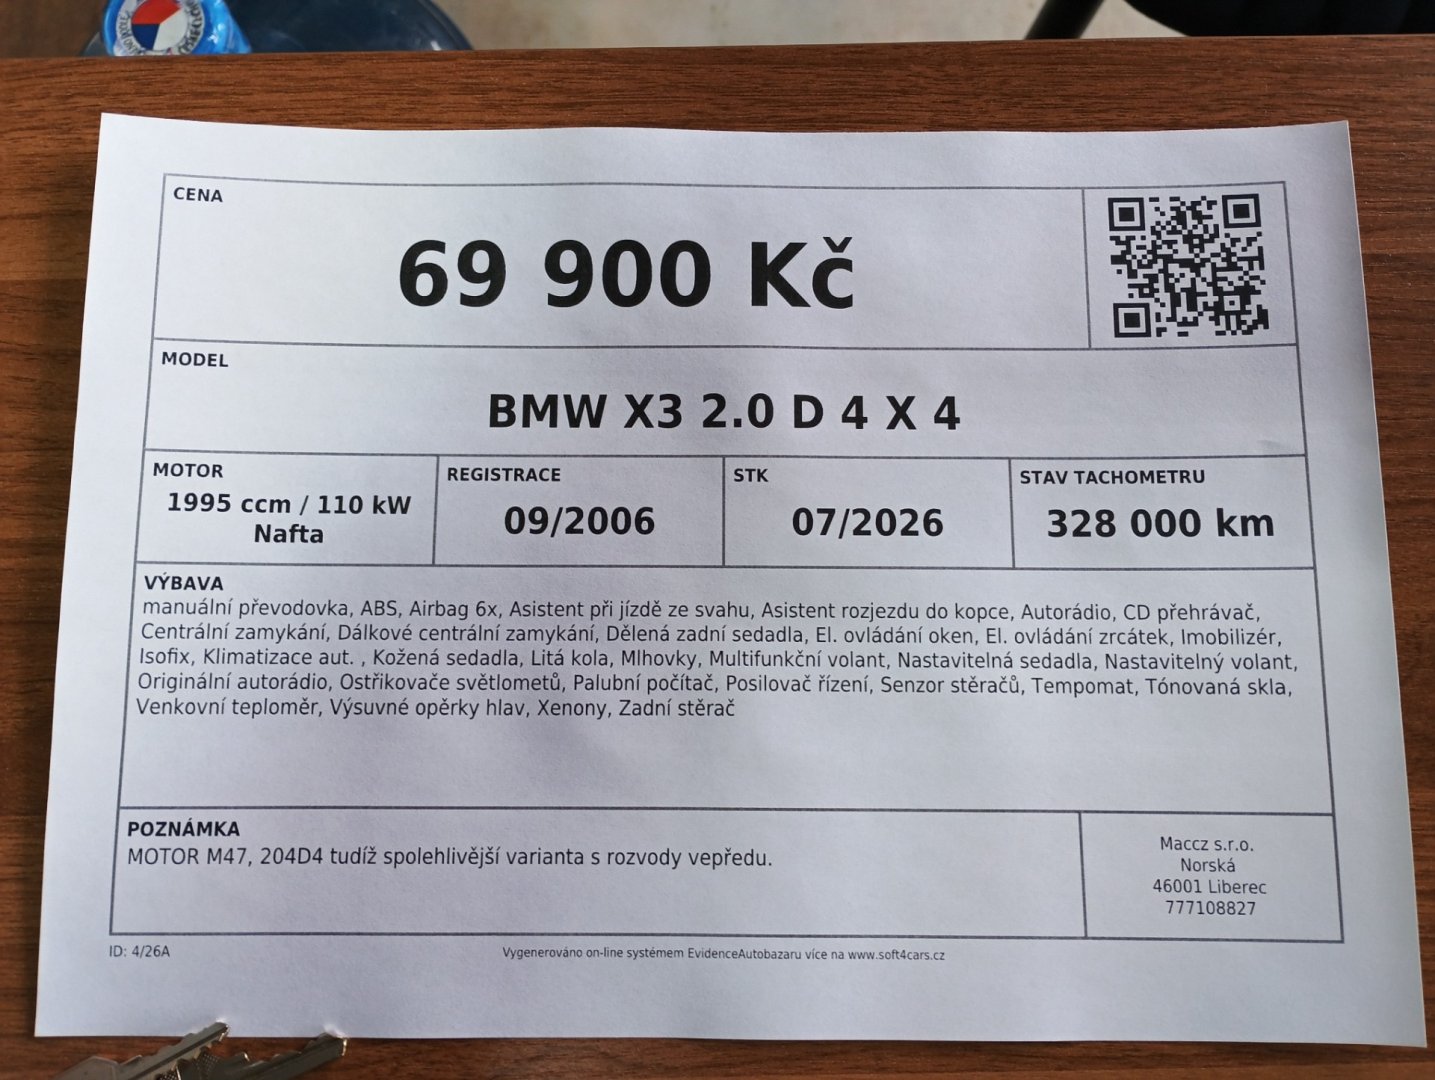 CENA
69 900 Kč
MODEL
BMW X3 2.0 D 4 X 4
MOTOR
1995 ccm / 110 kW
Nafta
REGISTRACE
09/2006
STK
07/2026
STAV TACHOMETRU
328 000 km
VÝBAVA
manuální převodovka, ABS, Airbag 6x, Asistent při jízdě ze svahu, Asistent rozjezdu do kopce, Autorádio, CD přehrávač,
Centrální zamykání, Dálkové centrální zamykání, Dělená zadní sedadla, El. ovládání oken, El. ovládání zrcátek, Imobilizér,
Isofix, Klimatizace aut. , Kožená sedadla, Litá kola, Mlhovky, Multifunkční volant, Nastavitelná sedadla, Nastavitelný volant,
Originální autorádio, Ostřikovače světlometů, Palubní počítač, Posilovač řízení, Senzor stěračů, Tempomat, Tónovaná skla,
Venkovní teploměr, Výsuvné opěrky hlav, Xenony, Zadní stěrač
POZNÁMKA
MOTOR M47, 204D4 tudíž spolehlivější varianta s rozvody vepředu.
Maccz s.r.o.
Norská
46001 Liberec
777108827
ID: 4/26A
Vygenerováno on-line systémem EvidenceAutobazaru více na www.soft4cars.cz